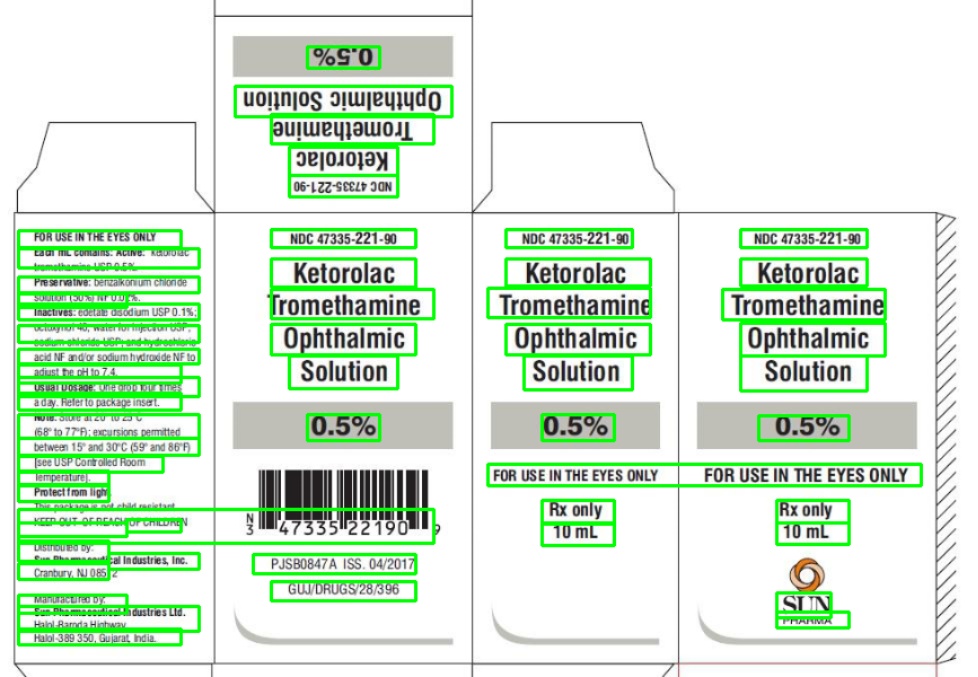 0.5%
Ophthalmic Solution
Tromethamine
Ketorolac
NDC 47335-221-90
FOR USE IN THE EYES ONLY
Each mL contains: Active: ketorolac
tromethamine USP 0.5%.
Preservative: benzalkonium chloride
solution (50%) NF 0.02%.
Inactives: edetate disodium USP 0.1%;
octoxynol 40; water for injection USP;
sodium chloride USP; and hydrochloric
acid NF and/or sodium hydroxide NF to
adjust the pH to 7.4.
Usual Dosage: One drop four times
a day. Refer to package insert.
Note: Store at 20° to 25°C
(68° to 77°F); excursions permitted
between 15° and 30°C (59° and 86°F)
[see USP Controlled Room
Temperature].
Protect from light
This package is not child resistant.
KEEP OUT OF REACH OF CHILDREN
Distributed by:
Sun Pharmaceutical Industries, Inc.
Cranbury, NJ 08512
Manufactured by:
Sun Pharmaceutical Industries Ltd.
Halol-Baroda Highway
Halol-389 350, Gujarat, India.
NDC 47335-221-90
Ketorolac
Tromethamine
Ophthalmic
Solution
0.5%
N
3 47335 22190 9
PJSB0847A ISS. 04/2017
GUJ/DRUGS/28/396
NDC 47335-221-90
Ketorolac
Tromethamine
Ophthalmic
Solution
0.5%
FOR USE IN THE EYES ONLY
Rx only
10 mL
NDC 47335-221-90
Ketorolac
Tromethamine
Ophthalmic
Solution
0.5%
FOR USE IN THE EYES ONLY
Rx only
10 mL
SUN
PHARMA